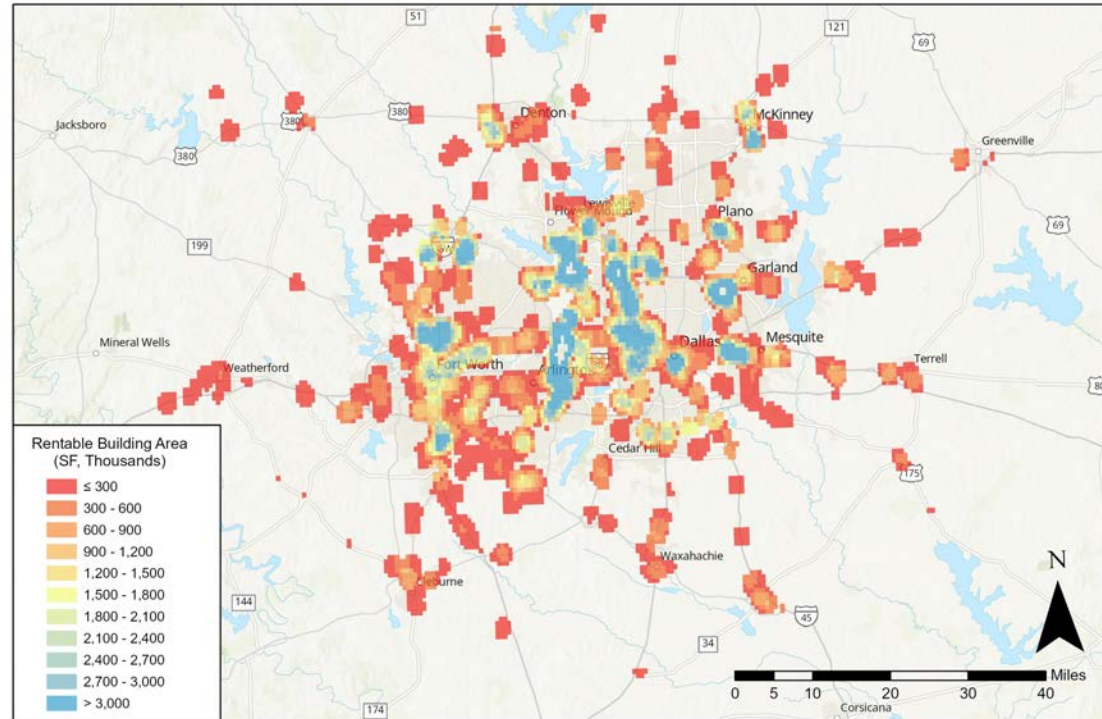 51
121
69
380
Denton
McKinney
Jacksboro
380
380
Greenville
380
Lewisville
Flower Mound
Plano
69
199
Garland
Mineral Wells
Dallas
Mesquite
Weatherford
Fort Worth
Arlington
Terrell
80
Cedar Hill
175
Waxahachie
Cleburne
144
45
34
174
Corsicana
Rentable Building Area
(SF, Thousands)
≤ 300
300 - 600
600 - 900
900 - 1,200
1,200 - 1,500
1,500 - 1,800
1,800 - 2,100
2,100 - 2,400
2,400 - 2,700
2,700 - 3,000
> 3,000
N
Miles
0 5 10 20 30 40